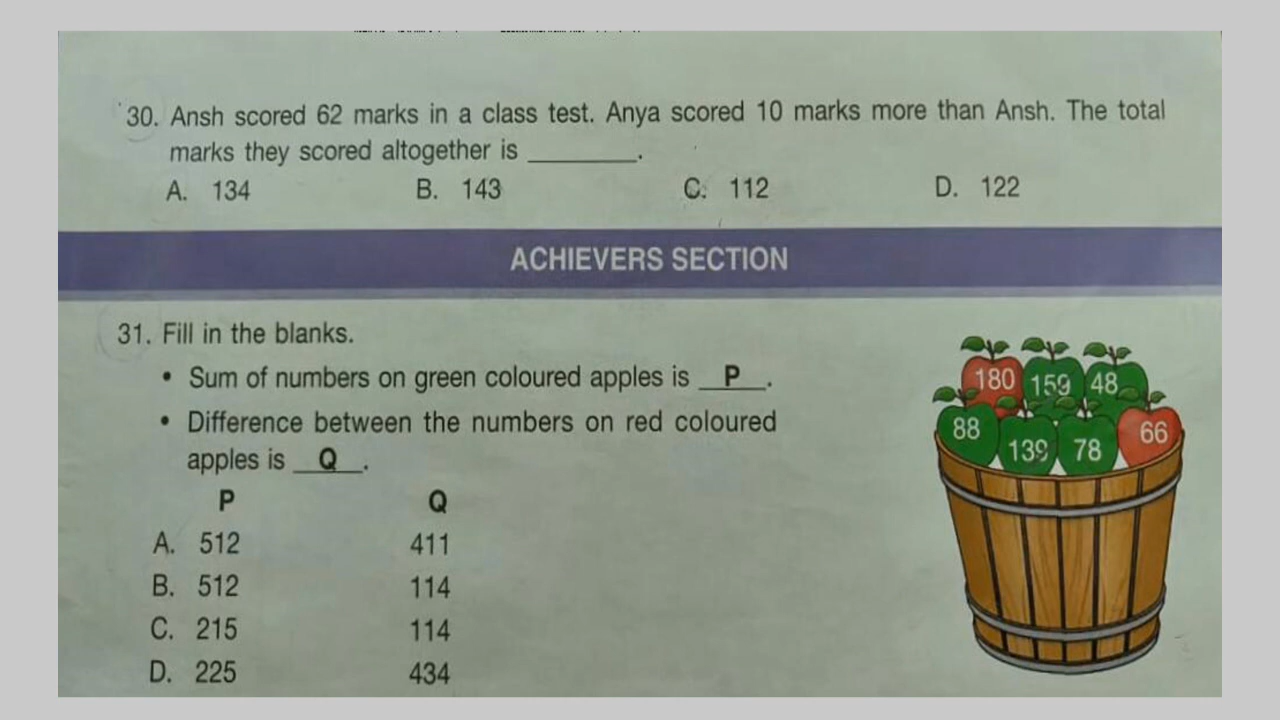 30. Ansh scored 62 marks in a class test. Anya scored 10 marks more than Ansh. The total
marks they scored altogether is ________.
A. 134 B. 143 C. 112 D. 122
ACHIEVERS SECTION
31. Fill in the blanks.
• Sum of numbers on green coloured apples is __P__.
• Difference between the numbers on red coloured
apples is __Q__.
P Q
A. 512 411
B. 512 114
C. 215 114
D. 225 434
180 159 48
88 139 78 66